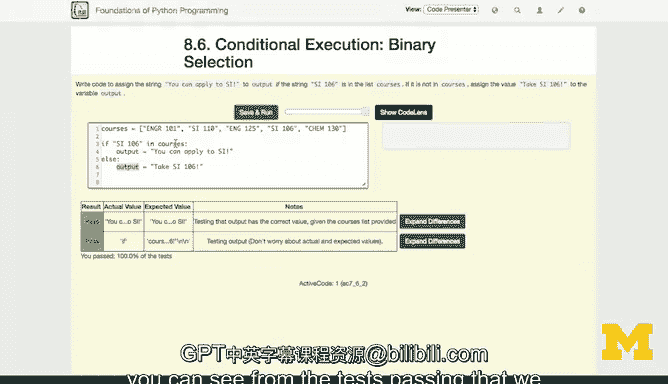 Foundations of Python Programming
View: Code Presenter
8.6. Conditional Execution: Binary
Selection
Write code to assign the string "You can apply to SI!" to output if the string "SI 106" is in the list courses. If it is not in courses, assign the value "Take SI 106!" to the
variable output.
Save & Run
Show CodeLens
1 courses = ["ENGR 101", "SI 110", "ENG 125", "SI 106", "CHEM 130"]
2
3 if "SI 106" in courses:
4 output = "You can apply to SI!"
5 else:
6 output = "Take SI 106!"
7
8
Result Actual Value Expected Value Notes
Pass 'You c...o SI!' 'You c...o SI!' Testing that output has the correct value, given the courses list provided Expand Differences
Pass 'if' 'cours...6!"\n\n' Testing output (Don't worry about actual and expected values). Expand Differences
You passed: 100.0% of the tests
ActiveCode: 1 (ac7_6_2)
M
GPT中英字幕课程资源@bilibili.com
you can see from the tests passing that we